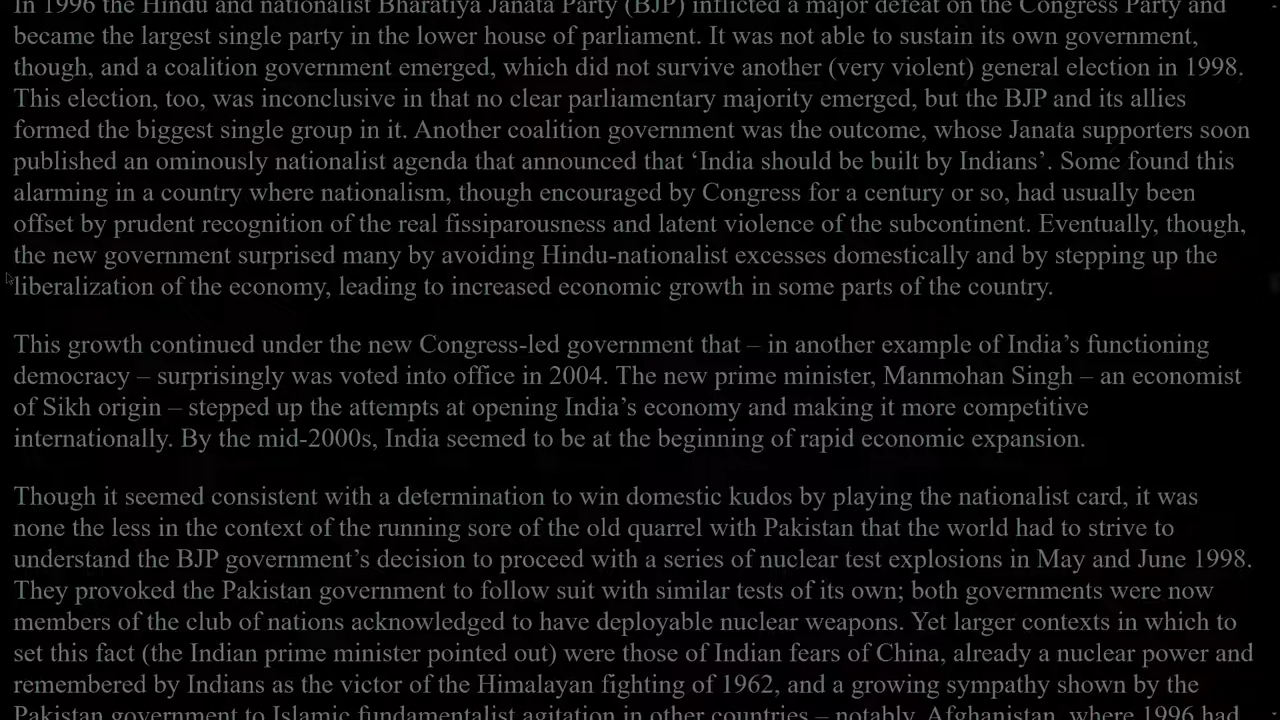 In 1996 the Hindu and nationalist Bharatiya Janata Party (BJP) inflicted a major defeat on the Congress Party and
became the largest single party in the lower house of parliament. It was not able to sustain its own government,
though, and a coalition government emerged, which did not survive another (very violent) general election in 1998.
This election, too, was inconclusive in that no clear parliamentary majority emerged, but the BJP and its allies
formed the biggest single group in it. Another coalition government was the outcome, whose Janata supporters soon
published an ominously nationalist agenda that announced that ‘India should be built by Indians’. Some found this
alarming in a country where nationalism, though encouraged by Congress for a century or so, had usually been
offset by prudent recognition of the real fissiparousness and latent violence of the subcontinent. Eventually, though,
the new government surprised many by avoiding Hindu-nationalist excesses domestically and by stepping up the
liberalization of the economy, leading to increased economic growth in some parts of the country.
This growth continued under the new Congress-led government that – in another example of India’s functioning
democracy – surprisingly was voted into office in 2004. The new prime minister, Manmohan Singh – an economist
of Sikh origin – stepped up the attempts at opening India’s economy and making it more competitive
internationally. By the mid-2000s, India seemed to be at the beginning of rapid economic expansion.
Though it seemed consistent with a determination to win domestic kudos by playing the nationalist card, it was
none the less in the context of the running sore of the old quarrel with Pakistan that the world had to strive to
understand the BJP government’s decision to proceed with a series of nuclear test explosions in May and June 1998.
They provoked the Pakistan government to follow suit with similar tests of its own; both governments were now
members of the club of nations acknowledged to have deployable nuclear weapons. Yet larger contexts in which to
set this fact (the Indian prime minister pointed out) were those of Indian fears of China, already a nuclear power and
remembered by Indians as the victor of the Himalayan fighting of 1962, and a growing sympathy shown by the
Pakistan government to Islamic fundamentalist agitation in other countries – notably, Afghanistan, where 1996 had